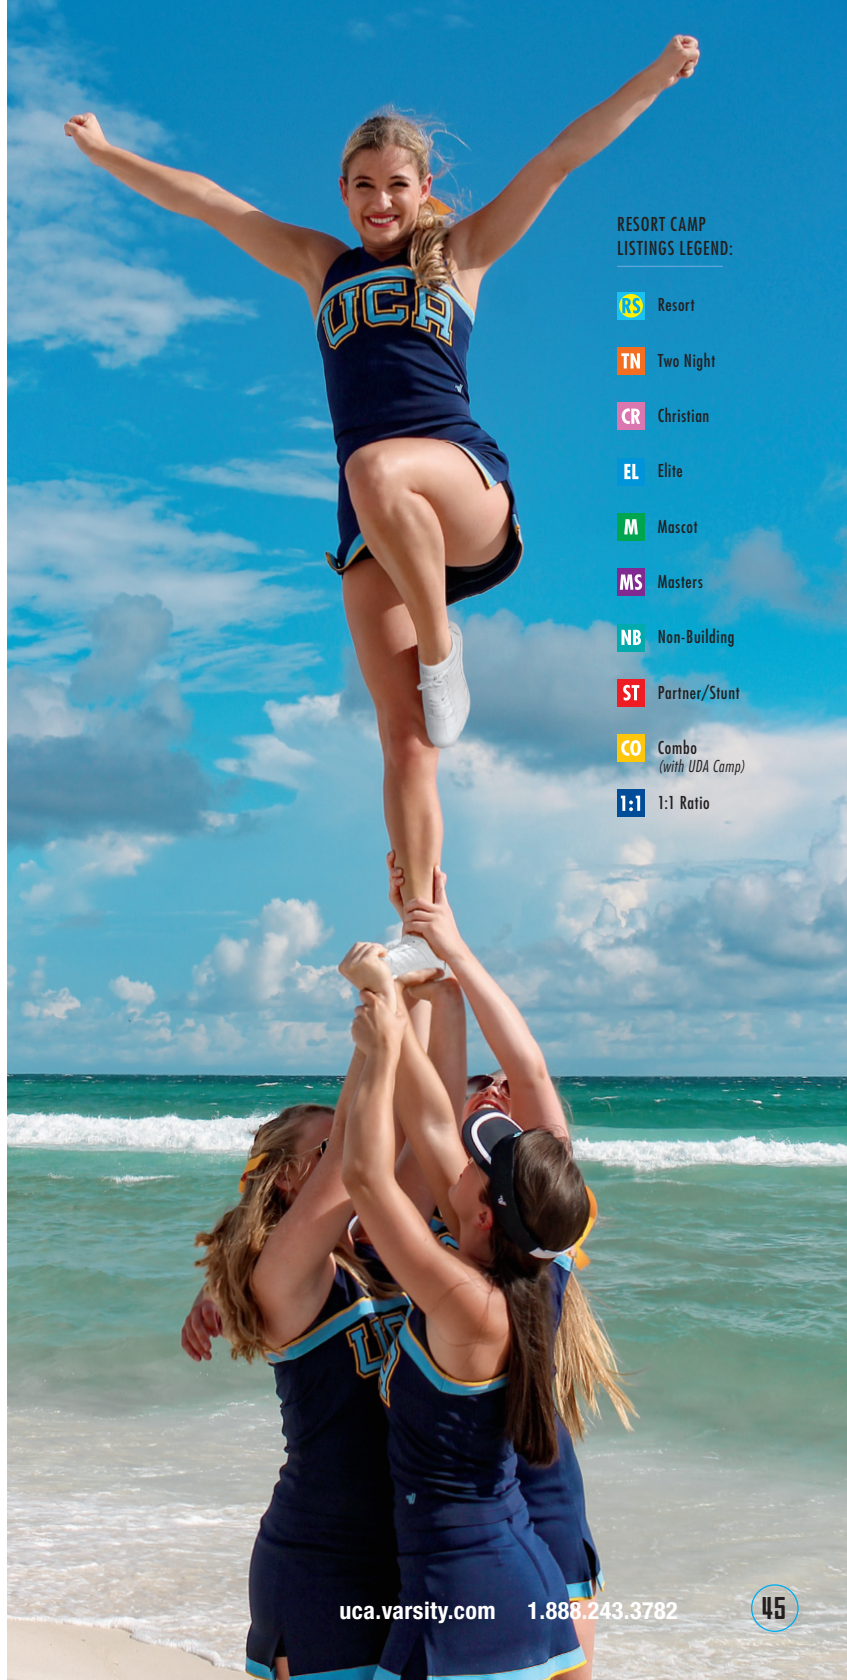 UCA
RESORT CAMP
LISTINGS LEGEND:
RS Resort
TN Two Night
CR Christian
EL Elite
M Mascot
MS Masters
NB Non-Building
ST Partner/Stunt
CO Combo
(with UDA Camp)
1:1 1:1 Ratio
uca.varsity.com 1.888.243.3782 45